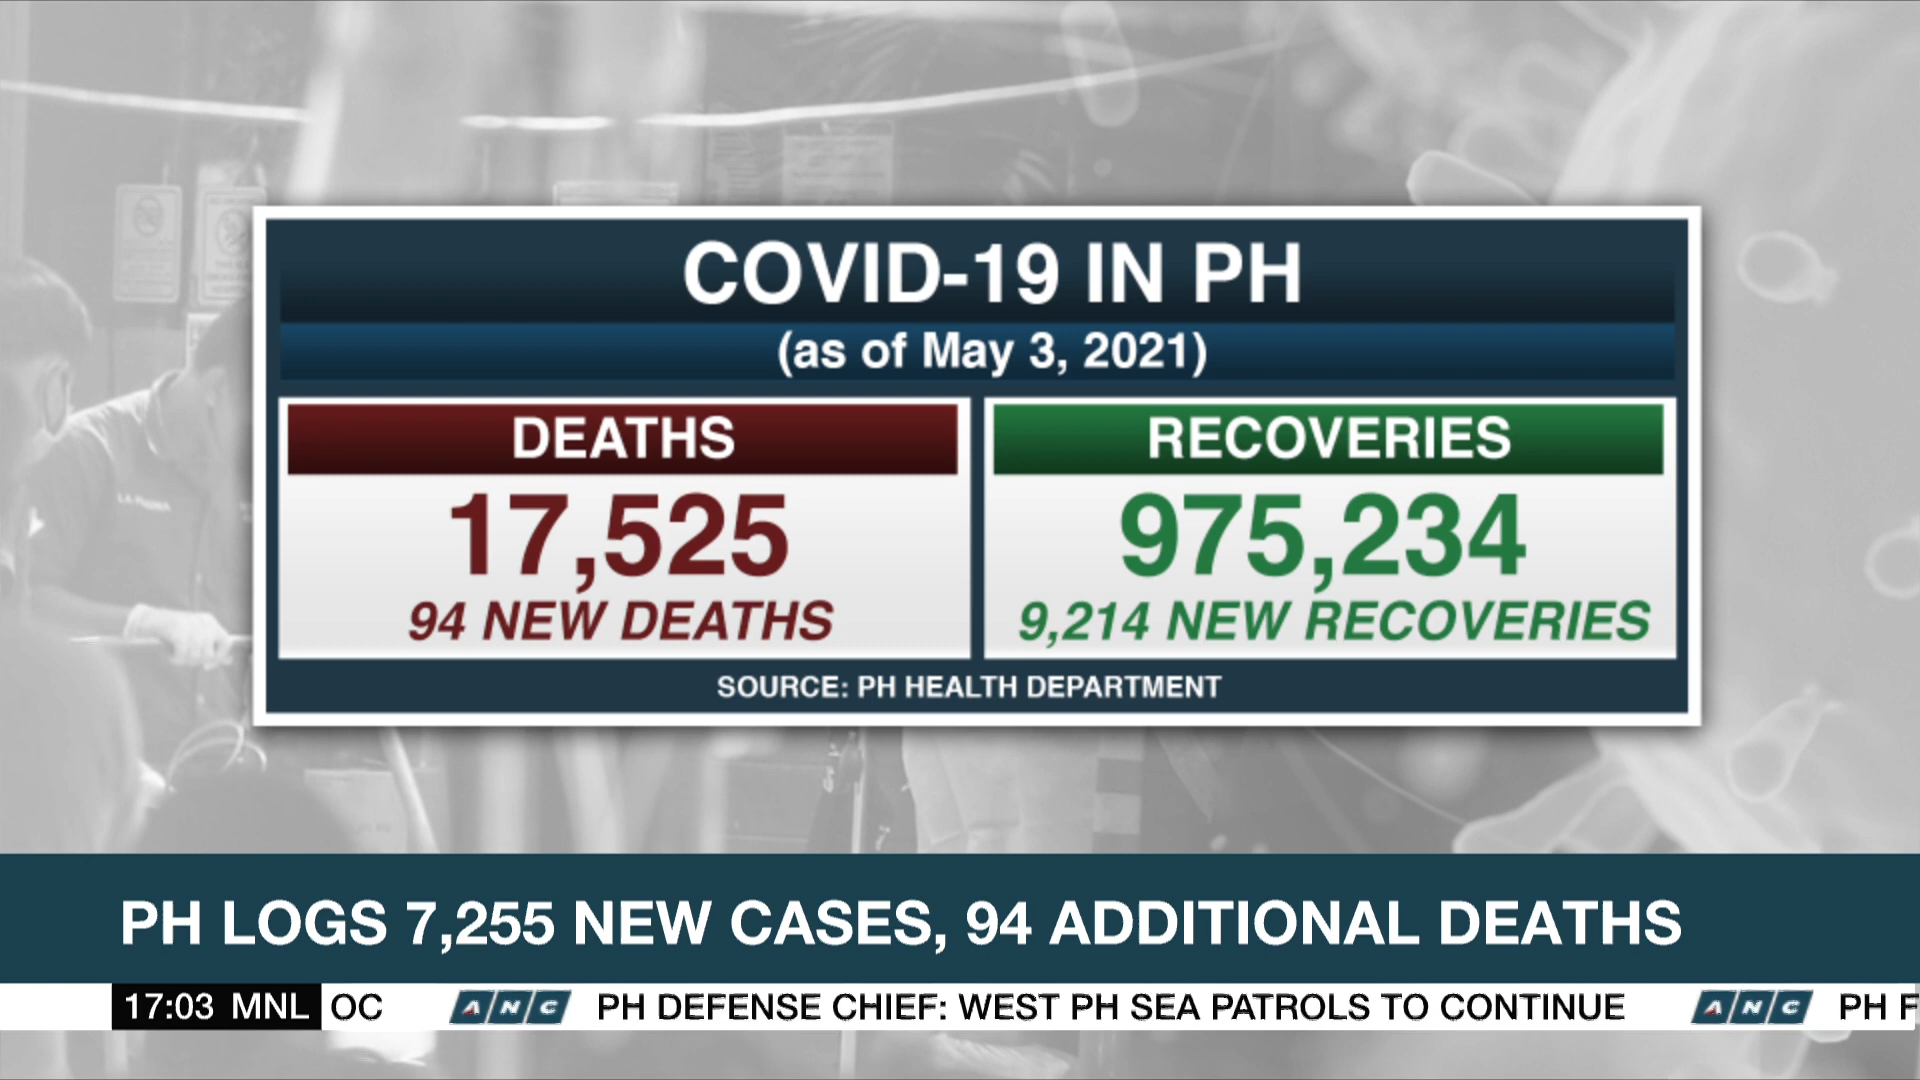 COVID-19 IN PH
(as of May 3, 2021)
DEATHS
17,525
94 NEW DEATHS
RECOVERIES
975,234
9,214 NEW RECOVERIES
SOURCE: PH HEALTH DEPARTMENT
PH LOGS 7,255 NEW CASES, 94 ADDITIONAL DEATHS
17:03 MNL OC ANC PH DEFENSE CHIEF: WEST PH SEA PATROLS TO CONTINUE ANC PH F